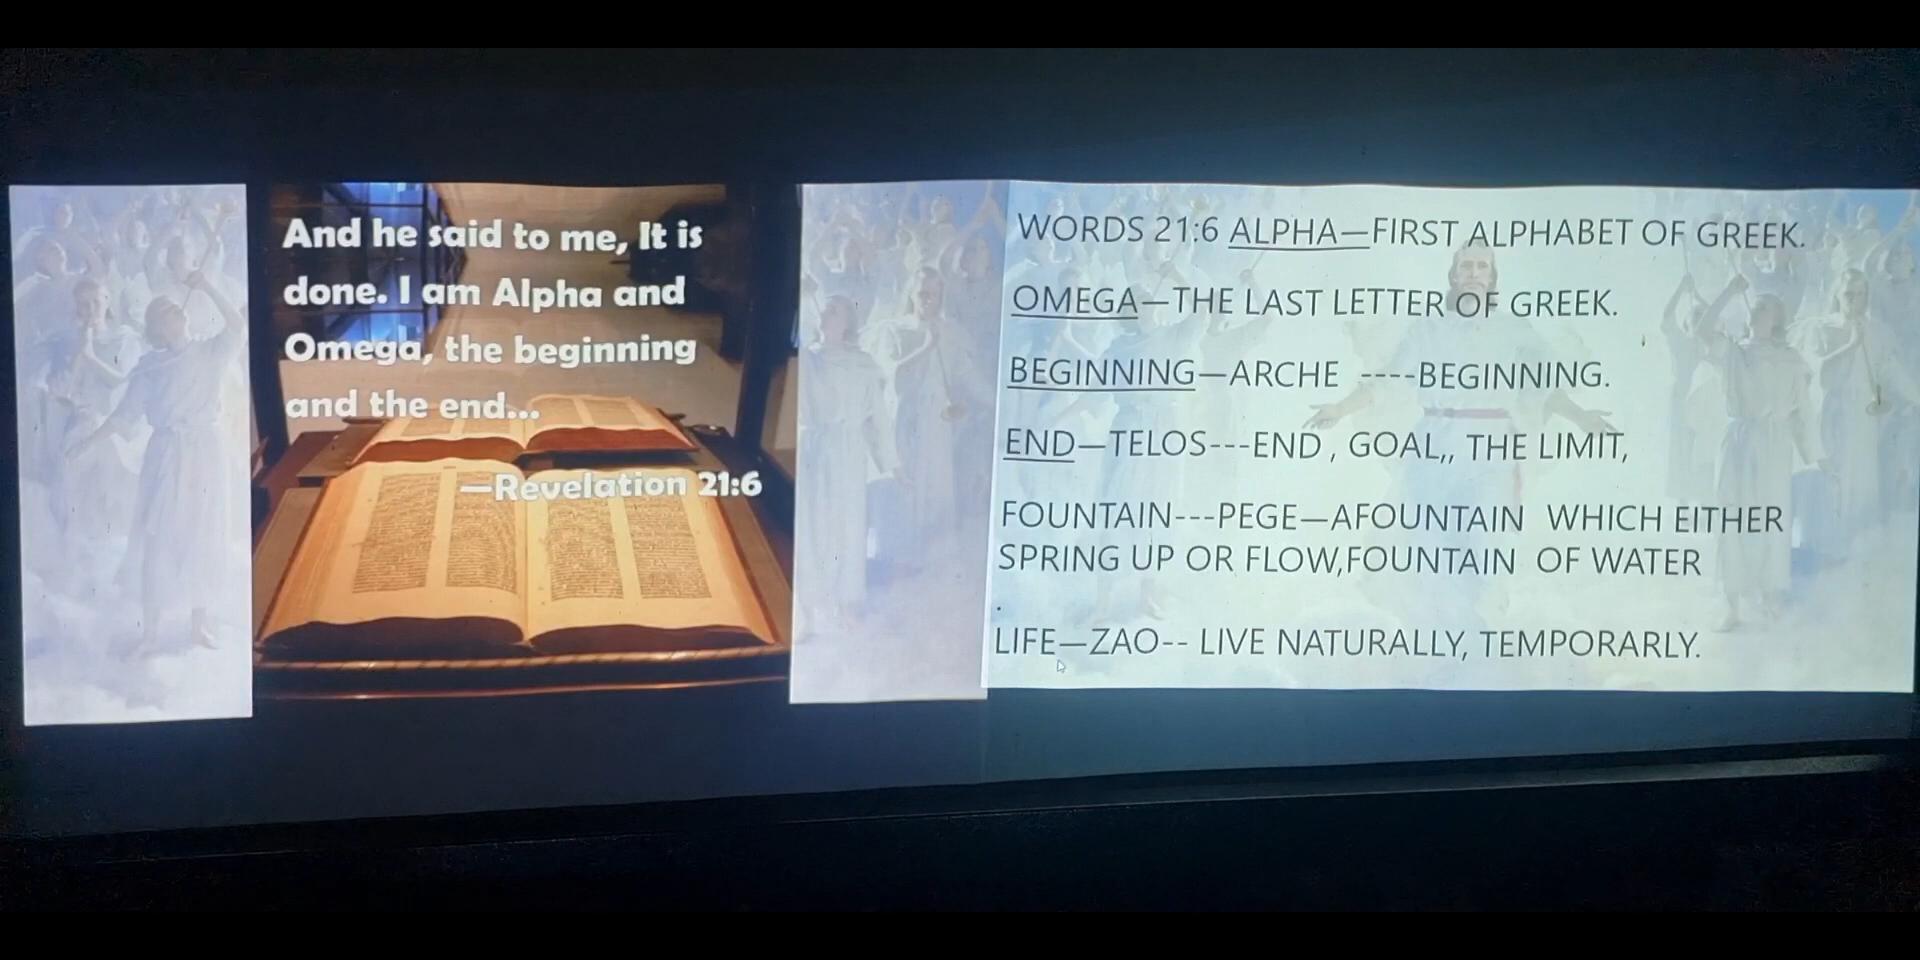 And he said to me, It is
done. I am Alpha and
Omega, the beginning
and the end...
—Revelation 21:6
WORDS 21:6 ALPHA—FIRST ALPHABET OF GREEK.
OMEGA—THE LAST LETTER OF GREEK.
BEGINNING—ARCHE ----BEGINNING.
END—TELOS---END , GOAL,, THE LIMIT,
FOUNTAIN---PEGE—AFOUNTAIN WHICH EITHER
SPRING UP OR FLOW,FOUNTAIN OF WATER
.
LIFE—ZAO-- LIVE NATURALLY, TEMPORARLY.